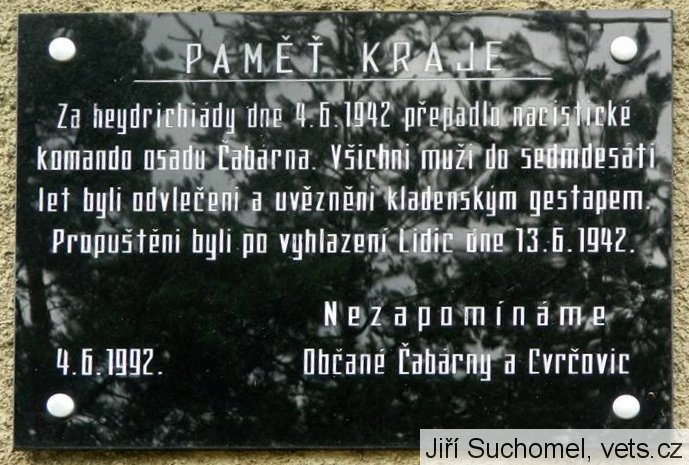 PAMĚŤ KRAJE
Za heydrichiády dne 4.6.1942 přepadlo nacistické
komando osadu Čabárna. Všichni muži do sedmdesáti
let byli odvlečeni a uvězněni kladenským gestapem.
Propuštěni byli po vyhlazení Lidic dne 13.6.1942.
Nezapomínáme
4.6.1992. Občané Čabárny a Cvrčovic
Jiří Suchomel, vets.cz